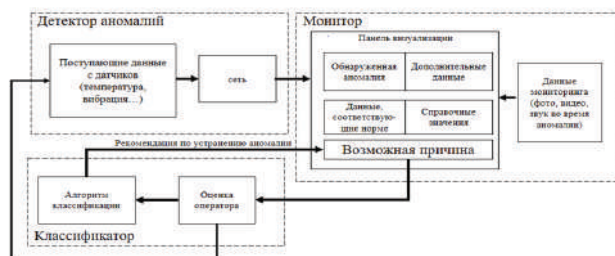 Детектор аномалий
Монитор
Поступающие данные
с датчиков
(температура,
вибрация…)
сеть
Панель визуализации
Обнаруженная
аномалия
Дополнительные
данные
Данные,
соответствую-
щие норме
Справочные
значения
Возможная причина
Данные
мониторинга
(фото, видео,
звук во время
аномалии)
Рекомендация по устранению аномалии
Алгоритм
классификации
Оценка
оператора
Классификатор